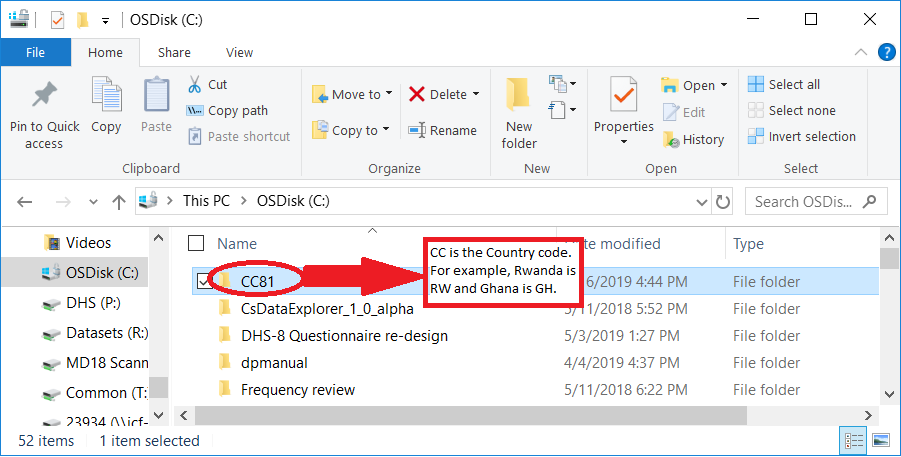 OSDisk (C:)
File
Home
Share
View
Pin to Quick
access
Copy
Paste
Cut
Copy path
Paste shortcut
Move to
Copy to
Delete
Rename
New
folder
Properties
Open
Edit
History
Select all
Select none
Invert selection
Clipboard
Organize
New
Open
Select
This PC > OSDisk (C:)
Search OSDis...
Name
te modified
Type
Videos
OSDisk (C:)
DHS (P:)
Datasets (R:)
MD18 Scann
Common (T:
23934 (\\icf-
CC81
6/2019 4:44 PM
File folder
CsDataExplorer_1_0_alpha
5/11/2018 5:52 PM
File folder
DHS-8 Questionnaire re-design
5/3/2019 1:27 PM
File folder
dpmanual
4/4/2019 4:37 PM
File folder
Frequency review
5/11/2018 6:22 PM
File folder
CC is the Country code.
For example, Rwanda is
RW and Ghana is GH.
52 items
1 item selected